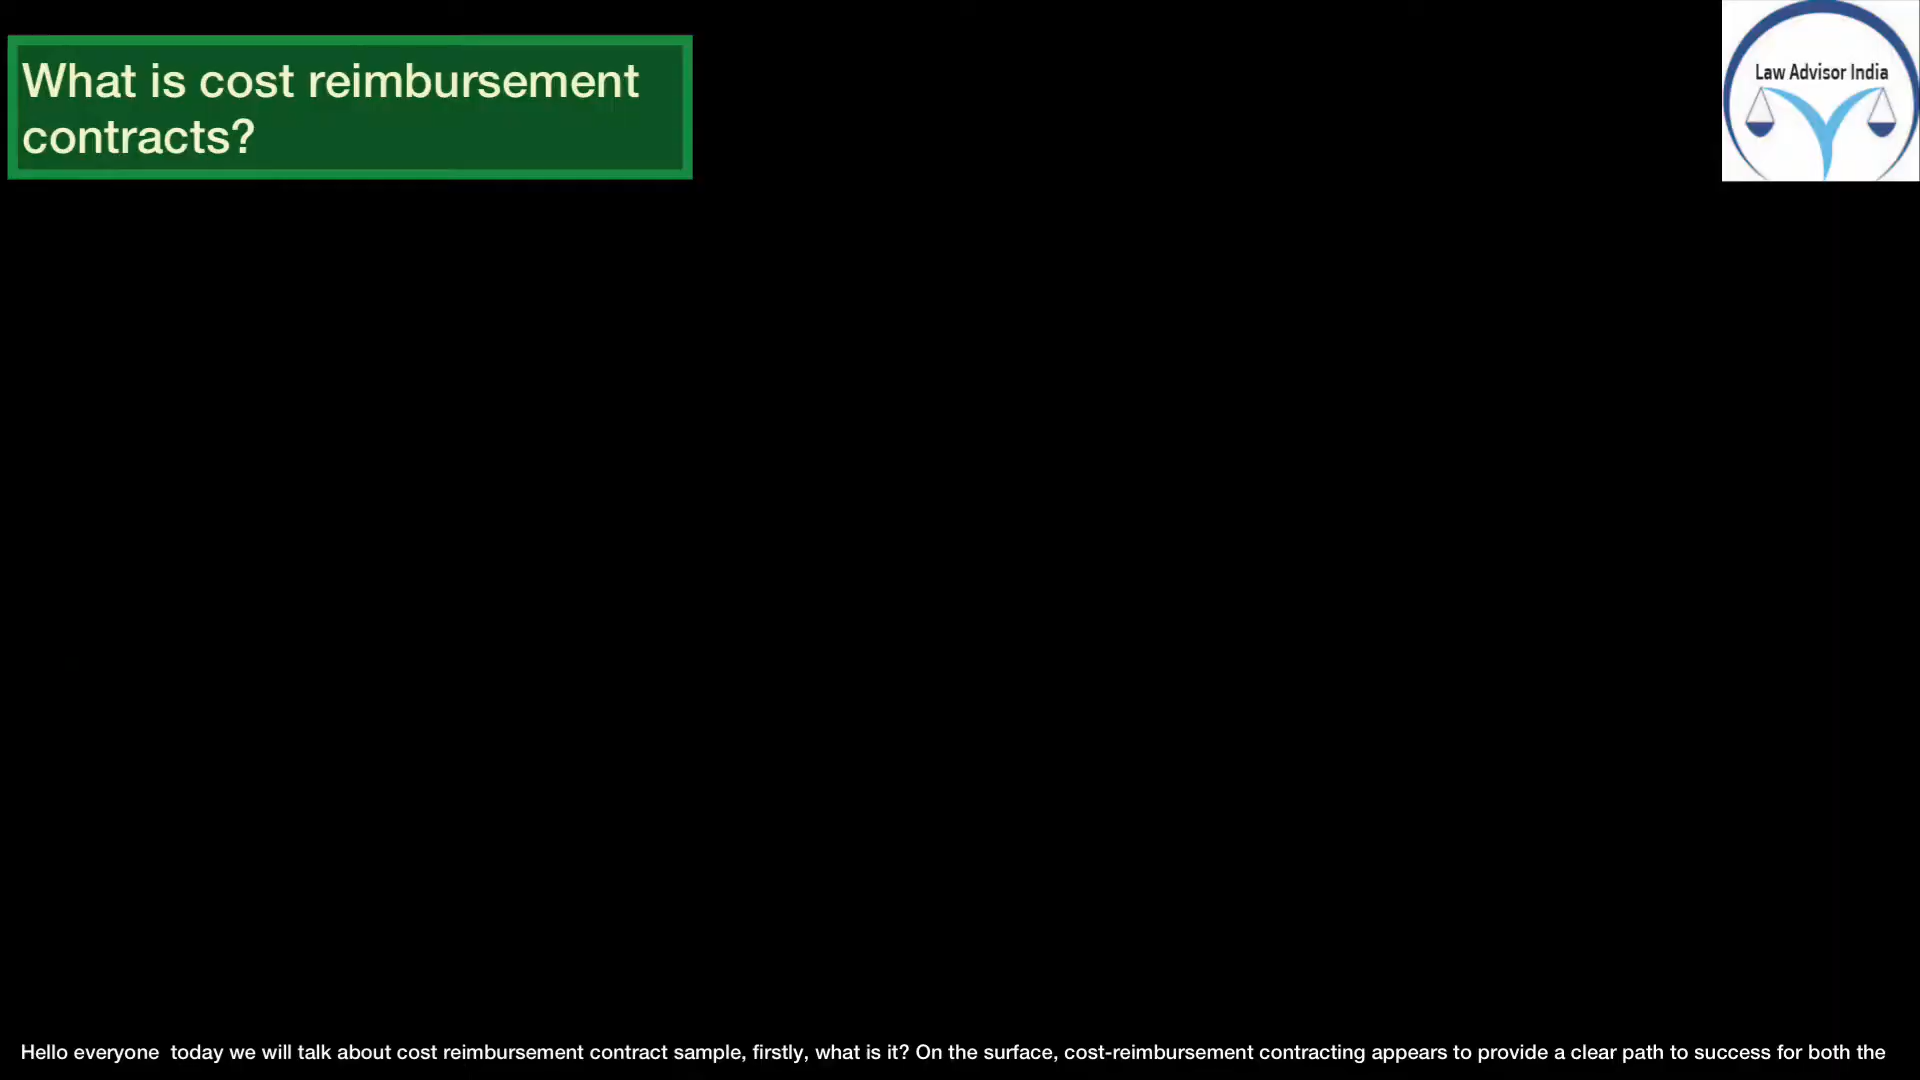 What is cost reimbursement
contracts?
Law Advisor India
Hello everyone  today we will talk about cost reimbursement contract sample, firstly, what is it? On the surface, cost-reimbursement contracting appears to provide a clear path to success for both the